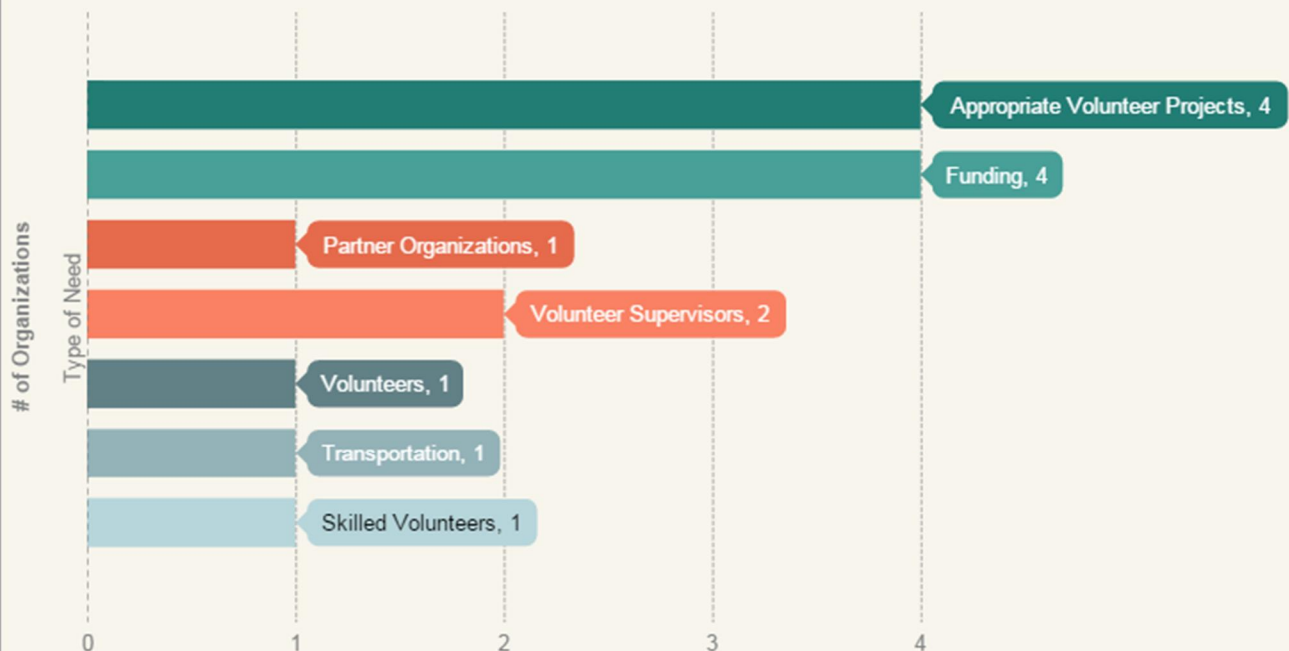 Appropriate Volunteer Projects, 4
Funding, 4
Partner Organizations, 1
Volunteer Supervisors, 2
Volunteers, 1
Transportation, 1
Skilled Volunteers, 1
# of Organizations
Type of Need
0 1 2 3 4